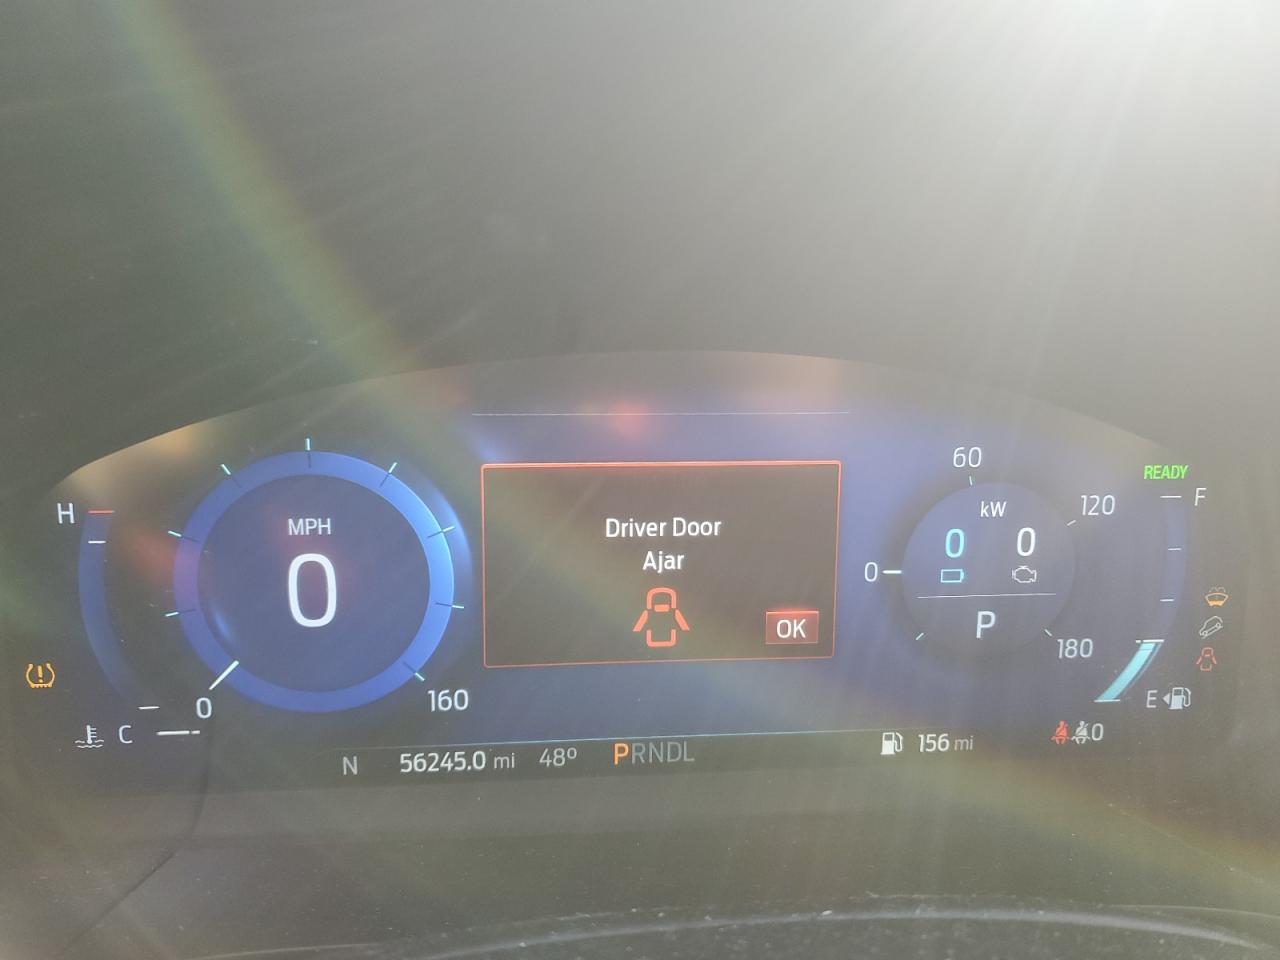 READY
F
60
kW
120
H
MPH
0
Driver Door
Ajar
OK
0
0
0
P
180
E
0
160
C
N
56245.0 mi
48°
PRNDL
156 mi
0